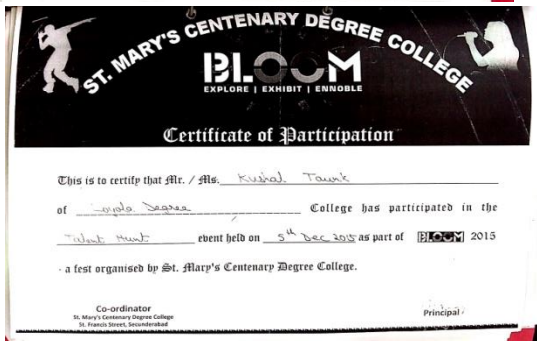 ST. MARY'S CENTENARY DEGREE COLLEGE
BLOOM
EXPLORE | EXHIBIT | ENNOBLE
Certificate of Participation
This is to certify that Mr. / Ms. Kushal
of Loyola Degree College has participated in the
Talent Hunt event held on 5th Dec 2015 as part of BLOOM 2015
a fest organised by St. Mary's Centenary Degree College.
Co-ordinator
St. Mary's Centenary Degree College
St. Francis Street, Secunderabad
Principal